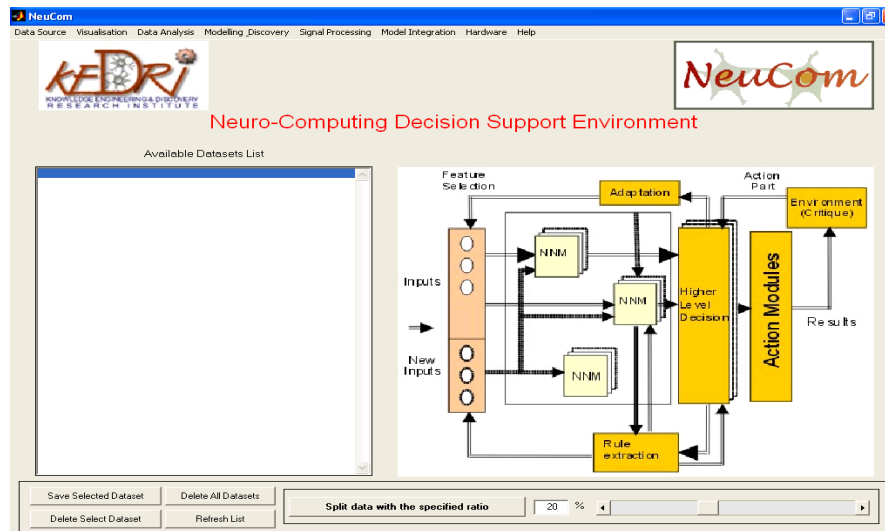 NeuCom
Data Source Visualisation Data Analysis Modelling_Discovery Signal Processing Model Integration Hardware Help
KEDRI
KNOWLEDGE ENGINEERING & DISCOVERY
RESEARCH INSTITUTE
NeuCom
Neuro-Computing Decision Support Environment
Available Datasets List
Feature
Selection
Adaptation
Action
Part
Environment
(Critique)
Inputs
NNM
NNM
NNM
Higher
Level
Decision
Action Modules
Results
New
Inputs
Rule
extraction
Save Selected Dataset
Delete All Datasets
Delete Select Dataset
Refresh List
Split data with the specified ratio
20 %